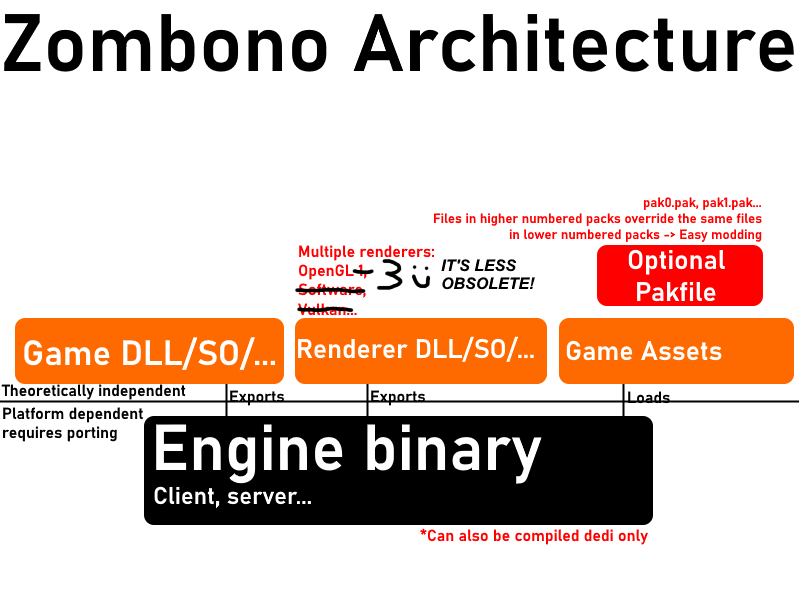 Zombono Architecture
pak0.pak, pak1.pak...
Files in higher numbered packs override the same files
in lower numbered packs -> Easy modding
Multiple renderers:
OpenGL 1, 3 :)
IT'S LESS
OBSOLETE!
Software,
Vulkan...
Optional
Pakfile
Game DLL/SO/...
Renderer DLL/SO/...
Game Assets
Theoretically independent
Exports
Exports
Loads
Platform dependent
requires porting
Engine binary
Client, server...
*Can also be compiled dedi only